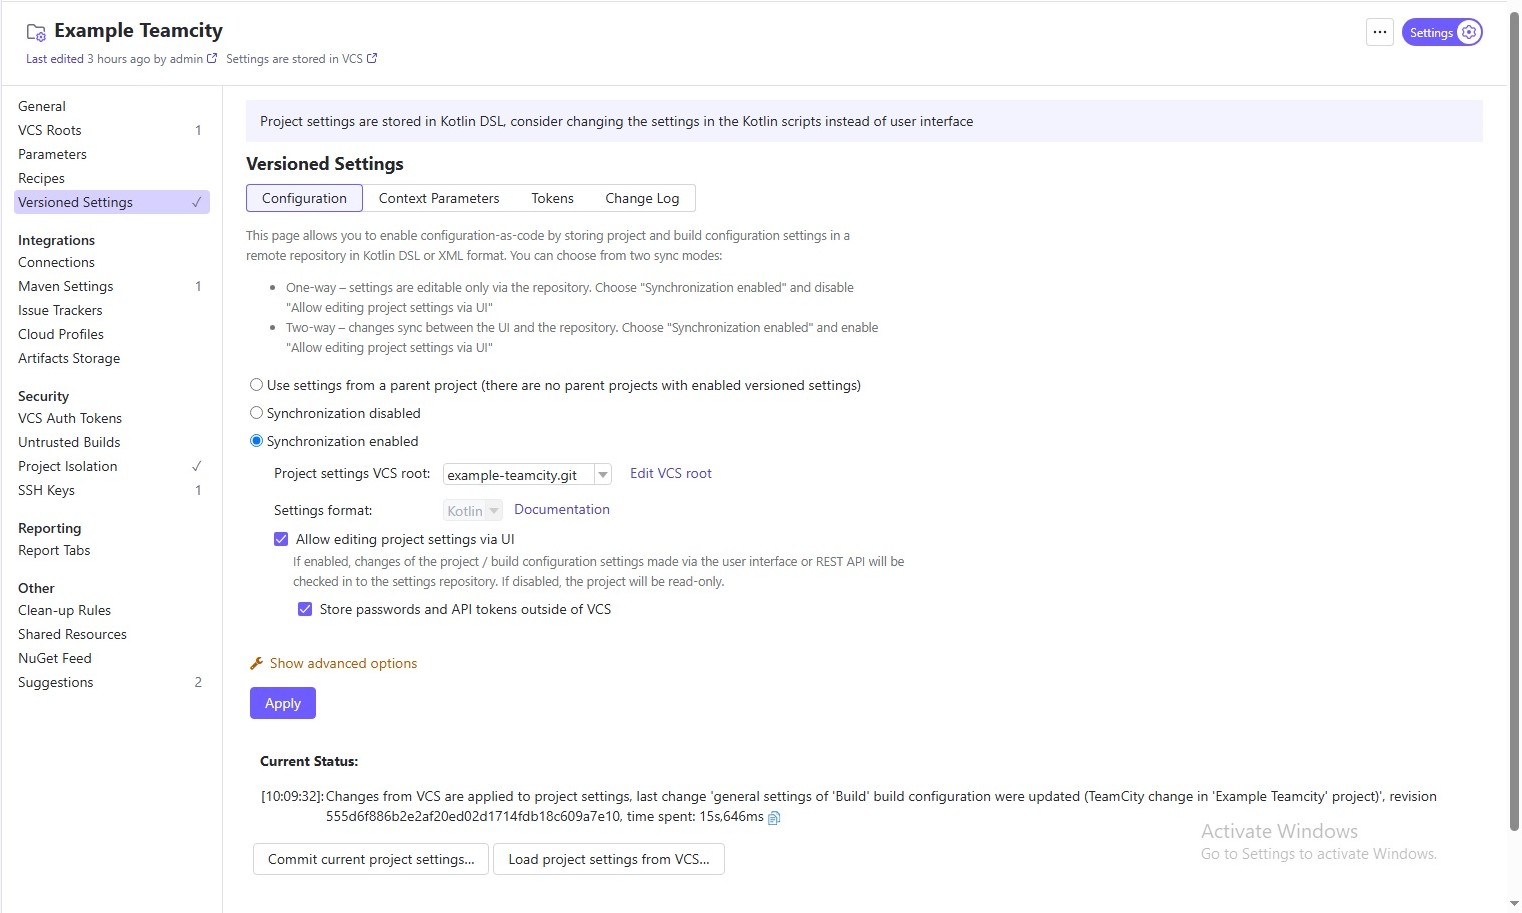 Example Teamcity
Last edited 3 hours ago by admin Settings are stored in VCS
...
Settings
General
VCS Roots 1
Parameters
Recipes
Versioned Settings
Integrations
Connections
Maven Settings 1
Issue Trackers
Cloud Profiles
Artifacts Storage
Security
VCS Auth Tokens
Untrusted Builds
Project Isolation
SSH Keys 1
Reporting
Report Tabs
Other
Clean-up Rules
Shared Resources
NuGet Feed
Suggestions 2
Project settings are stored in Kotlin DSL, consider changing the settings in the Kotlin scripts instead of user interface
Versioned Settings
Configuration Context Parameters Tokens Change Log
This page allows you to enable configuration-as-code by storing project and build configuration settings in a
remote repository in Kotlin DSL or XML format. You can choose from two sync modes:
• One-way – settings are editable only via the repository. Choose "Synchronization enabled" and disable
"Allow editing project settings via UI"
• Two-way – changes sync between the UI and the repository. Choose "Synchronization enabled" and enable
"Allow editing project settings via UI"
Use settings from a parent project (there are no parent projects with enabled versioned settings)
Synchronization disabled
Synchronization enabled
Project settings VCS root: example-teamcity.git Edit VCS root
Settings format: Kotlin Documentation
Allow editing project settings via UI
If enabled, changes of the project / build configuration settings made via the user interface or REST API will be
checked in to the settings repository. If disabled, the project will be read-only.
Store passwords and API tokens outside of VCS
Show advanced options
Apply
Current Status:
[10:09:32]: Changes from VCS are applied to project settings, last change 'general settings of 'Build' build configuration were updated (TeamCity change in 'Example Teamcity' project)', revision
555d6f886b2e2af20ed02d1714fdb18c609a7e10, time spent: 15s,646ms
Commit current project settings... Load project settings from VCS...
Activate Windows
Go to Settings to activate Windows.